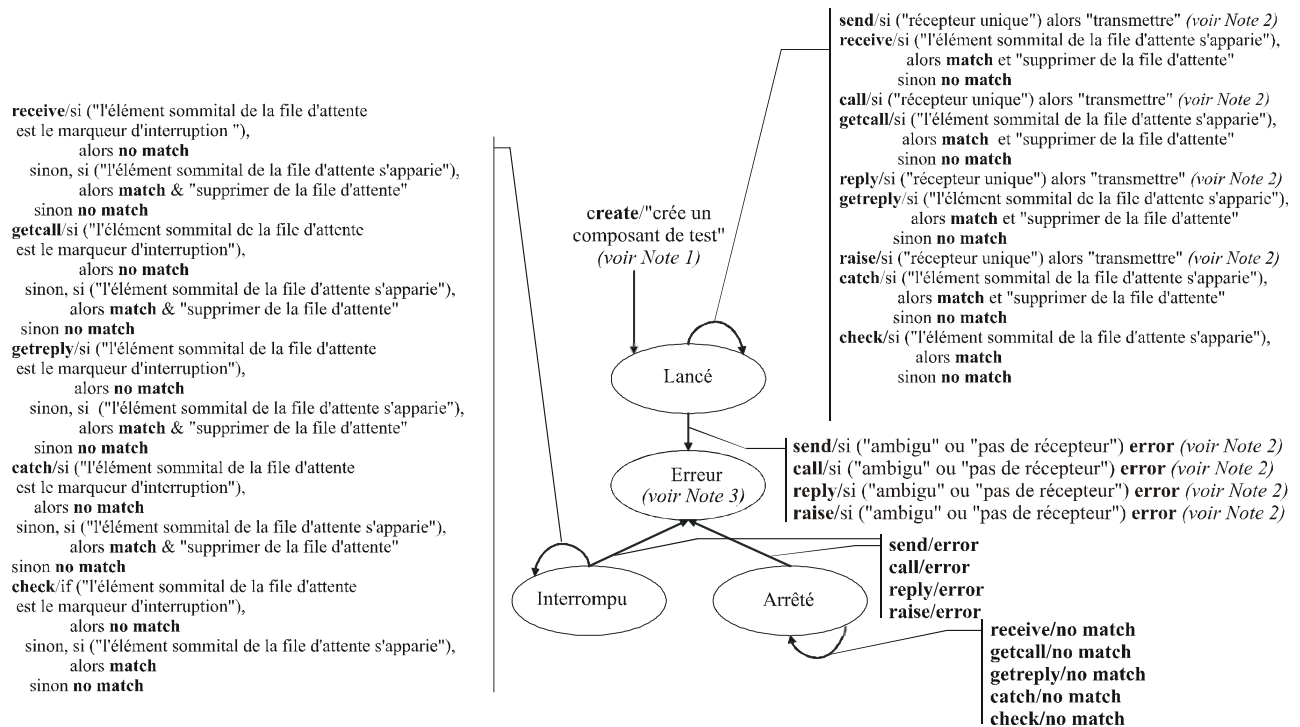 send/si ("récepteur unique") alors "transmettre" (voir Note 2)
receive/si ("l'élément sommital de la file d'attente s'apparie"),
alors match et "supprimer de la file d'attente"
sinon no match
call/si ("récepteur unique") alors "transmettre" (voir Note 2)
getcall/si ("l'élément sommital de la file d'attente s'apparie"),
alors match et "supprimer de la file d'attente"
sinon no match
reply/si ("récepteur unique") alors "transmettre" (voir Note 2)
getreply/si ("l'élément sommital de la file d'attente s'apparie"),
alors match et "supprimer de la file d'attente"
sinon no match
raise/si ("récepteur unique") alors "transmettre" (voir Note 2)
catch/si ("l'élément sommital de la file d'attente s'apparie"),
alors match et "supprimer de la file d'attente"
sinon no match
check/si ("l'élément sommital de la file d'attente s'apparie"),
alors match
sinon no match
receive/si ("l'élément sommital de la file d'attente
est le marqueur d'interruption "),
alors no match
sinon, si ("l'élément sommital de la file d'attente s'apparie"),
alors match & "supprimer de la file d'attente"
sinon no match
getcall/si ("l'élément sommital de la file d'attente
est le marqueur d'interruption"),
alors no match
sinon, si ("l'élément sommital de la file d'attente s'apparie"),
alors match & "supprimer de la file d'attente"
sinon no match
getreply/si ("l'élément sommital de la file d'attente
est le marqueur d'interruption"),
alors no match
sinon, si ("l'élément sommital de la file d'attente s'apparie"),
alors match & "supprimer de la file d'attente"
sinon no match
catch/si ("l'élément sommital de la file d'attente
est le marqueur d'interruption"),
alors no match
sinon, si ("l'élément sommital de la file d'attente s'apparie"),
alors match & "supprimer de la file d'attente"
sinon no match
check/if ("l'élément sommital de la file d'attente
est le marqueur d'interruption"),
alors no match
sinon, si ("l'élément sommital de la file d'attente s'apparie"),
alors match
sinon no match
create/"crée un
composant de test"
(voir Note 1)
Lancé
Erreur
(voir Note 3)
send/si ("ambigu" ou "pas de récepteur") error (voir Note 2)
call/si ("ambigu" ou "pas de récepteur") error (voir Note 2)
reply/si ("ambigu" ou "pas de récepteur") error (voir Note 2)
raise/si ("ambigu" ou "pas de récepteur") error (voir Note 2)
Interrompu
Arrêté
send/error
call/error
reply/error
raise/error
receive/no match
getcall/no match
getreply/no match
catch/no match
check/no match